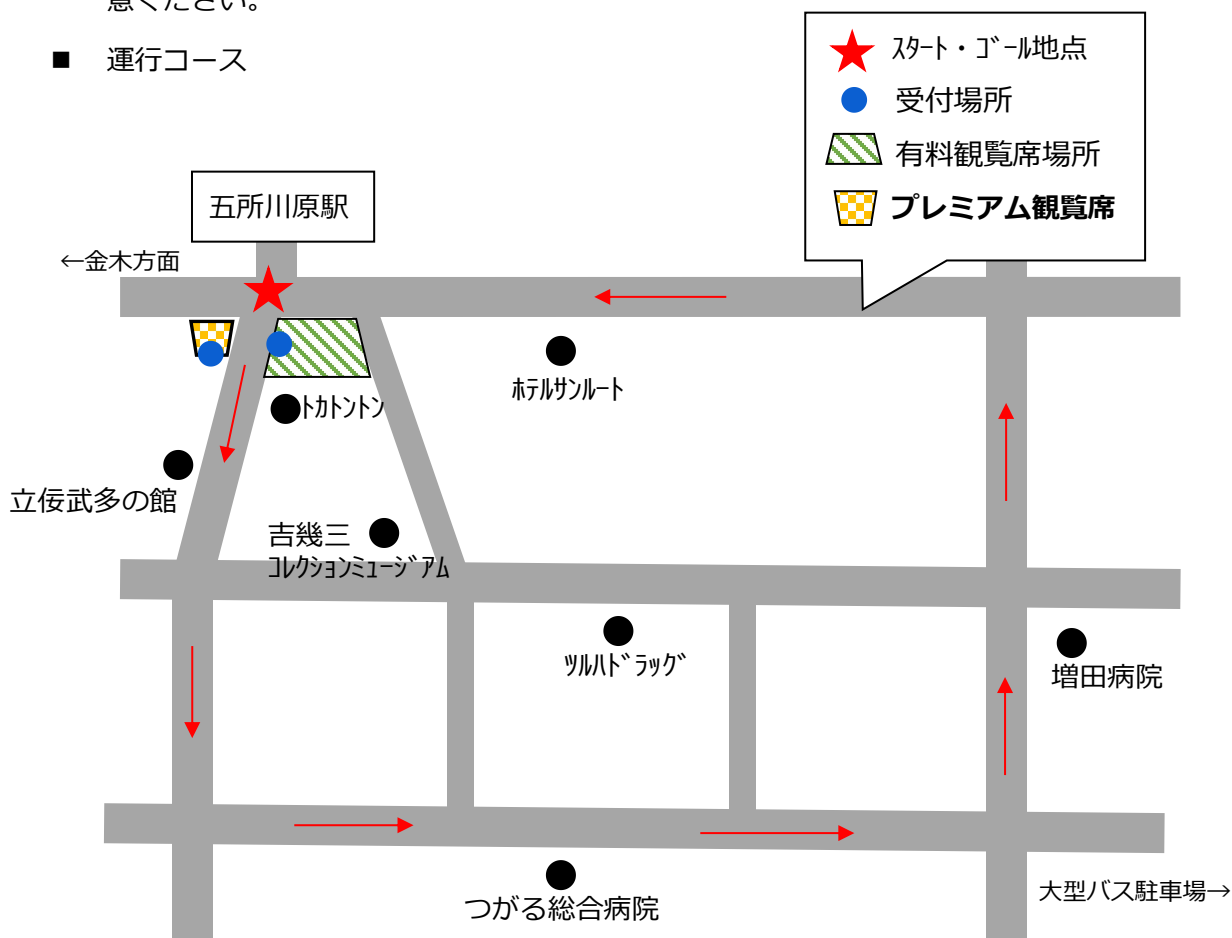 意ください。
■ 運行コース
ｽﾀｰﾄ・ｺﾞｰﾙ地点
受付場所
有料観覧席場所
プレミアム観覧席
五所川原駅
←金木方面
ﾎﾃﾙｻﾝﾙｰﾄ
ﾄｶﾄﾝﾄﾝ
立佞武多の館
吉幾三
ｺﾚｸｼｮﾝﾐｭｰｼﾞｱﾑ
ﾂﾙﾊﾄﾞﾗｯｸﾞ
増田病院
大型バス駐車場→
つがる総合病院